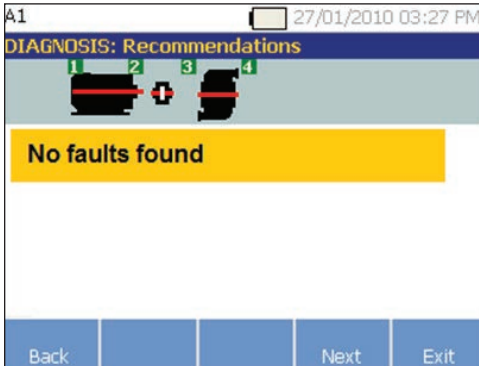 A1 27/01/2010 03:27 PM
DIAGNOSIS: Recommendations
1 2 3 4
No faults found
Back Next Exit